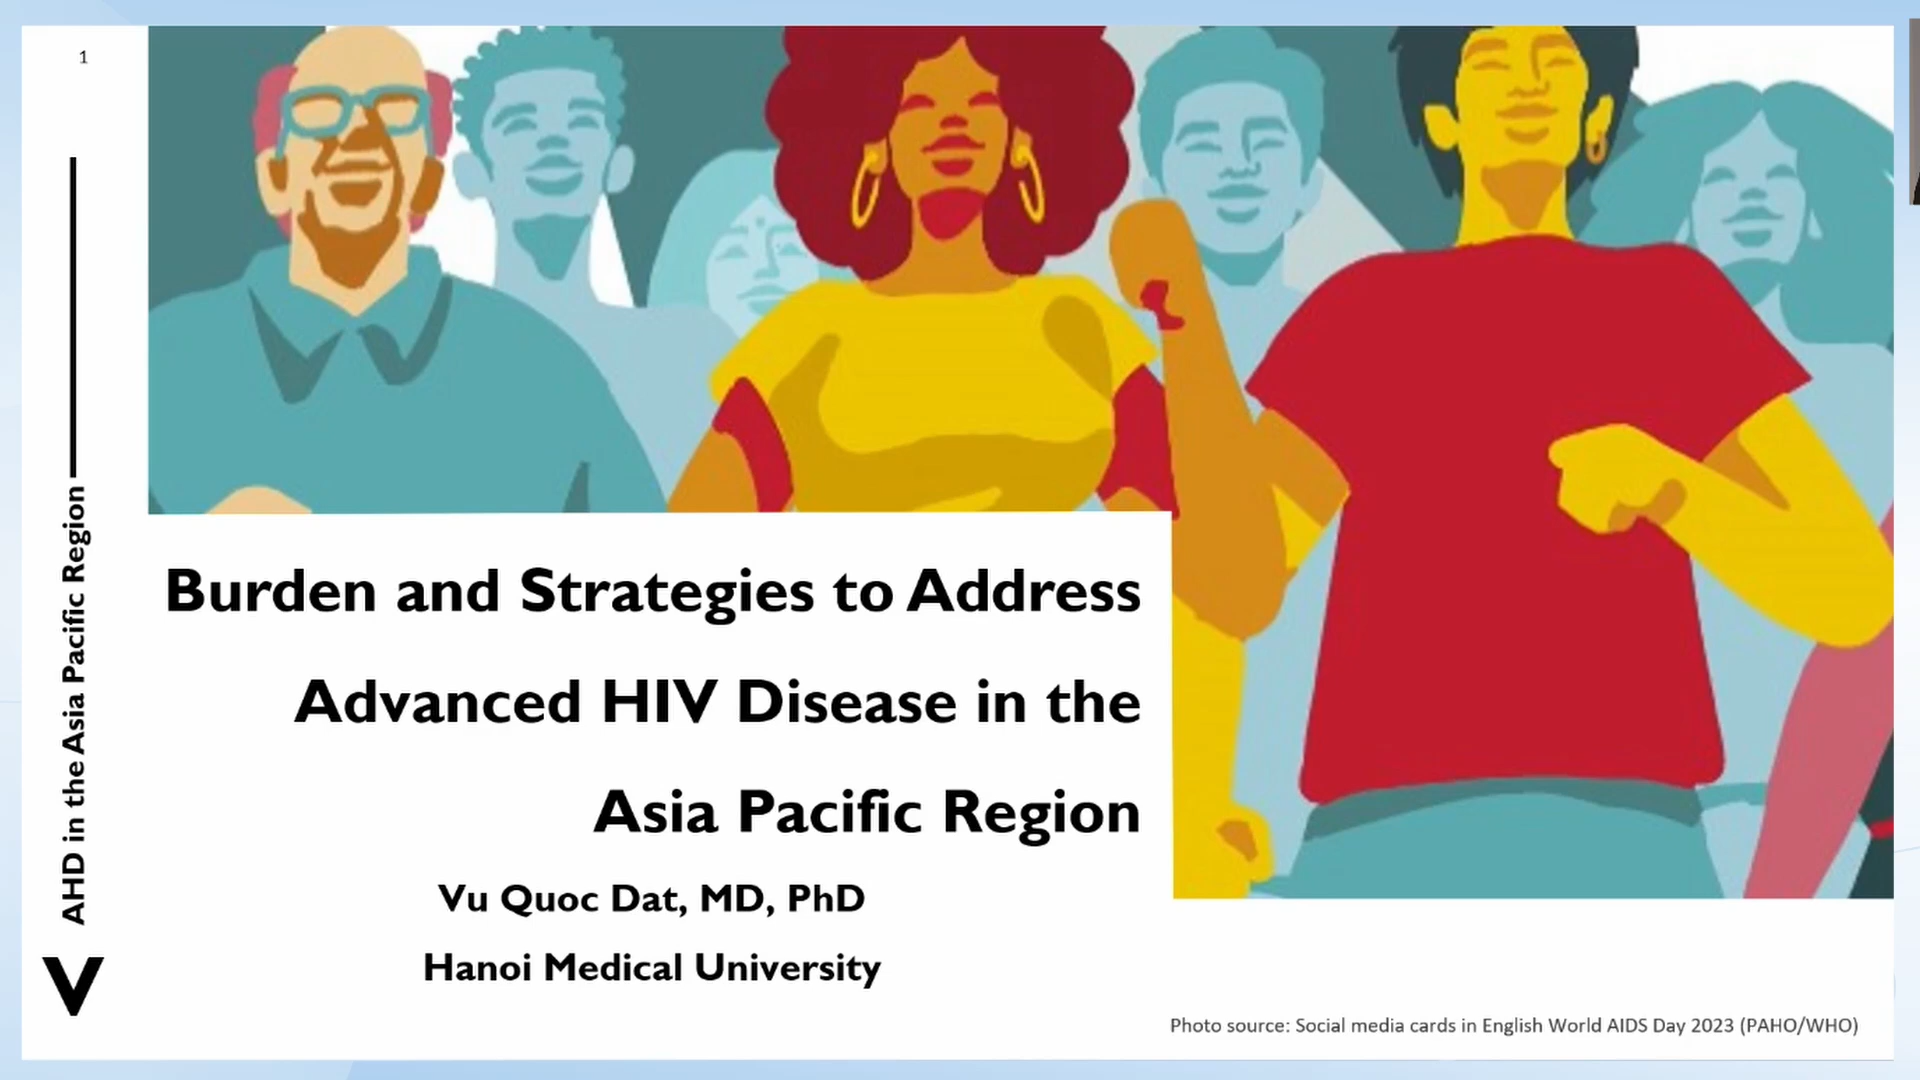 1
AHD in the Asia Pacific Region
V
Burden and Strategies to Address
Advanced HIV Disease in the
Asia Pacific Region
Vu Quoc Dat, MD, PhD
Hanoi Medical University
Photo source: Social media cards in English World AIDS Day 2023 (PAHO/WHO)